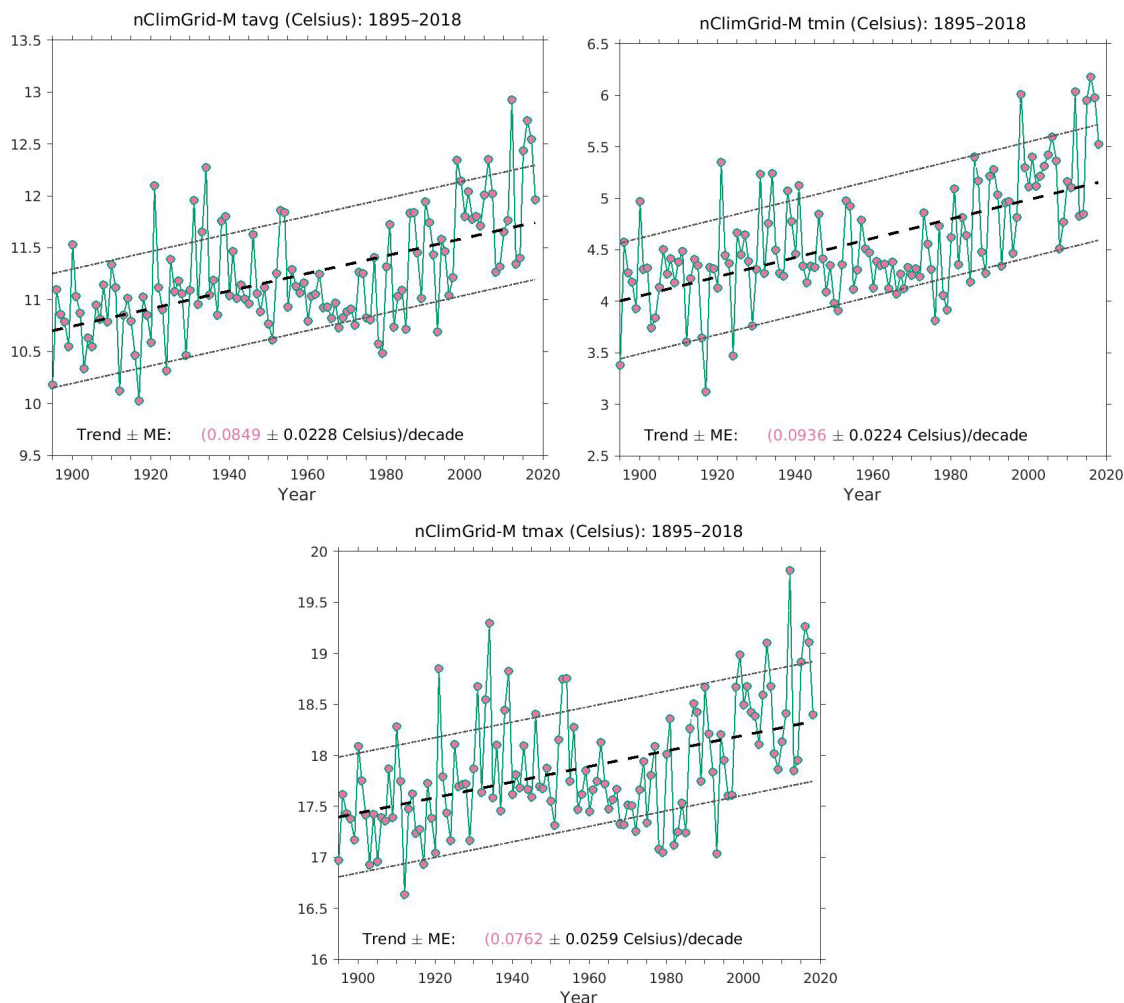 nClimGrid-M tavg (Celsius): 1895–2018
13.5
13
12.5
12
11.5
11
10.5
10
9.5
Trend ± ME: (0.0849 ± 0.0228 Celsius)/decade
1900 1920 1940 1960 1980 2000 2020
Year
nClimGrid-M tmin (Celsius): 1895–2018
6.5
6
5.5
5
4.5
4
3.5
3
2.5
Trend ± ME: (0.0936 ± 0.0224 Celsius)/decade
1900 1920 1940 1960 1980 2000 2020
Year
nClimGrid-M tmax (Celsius): 1895–2018
20
19.5
19
18.5
18
17.5
17
16.5
16
Trend ± ME: (0.0762 ± 0.0259 Celsius)/decade
1900 1920 1940 1960 1980 2000 2020
Year